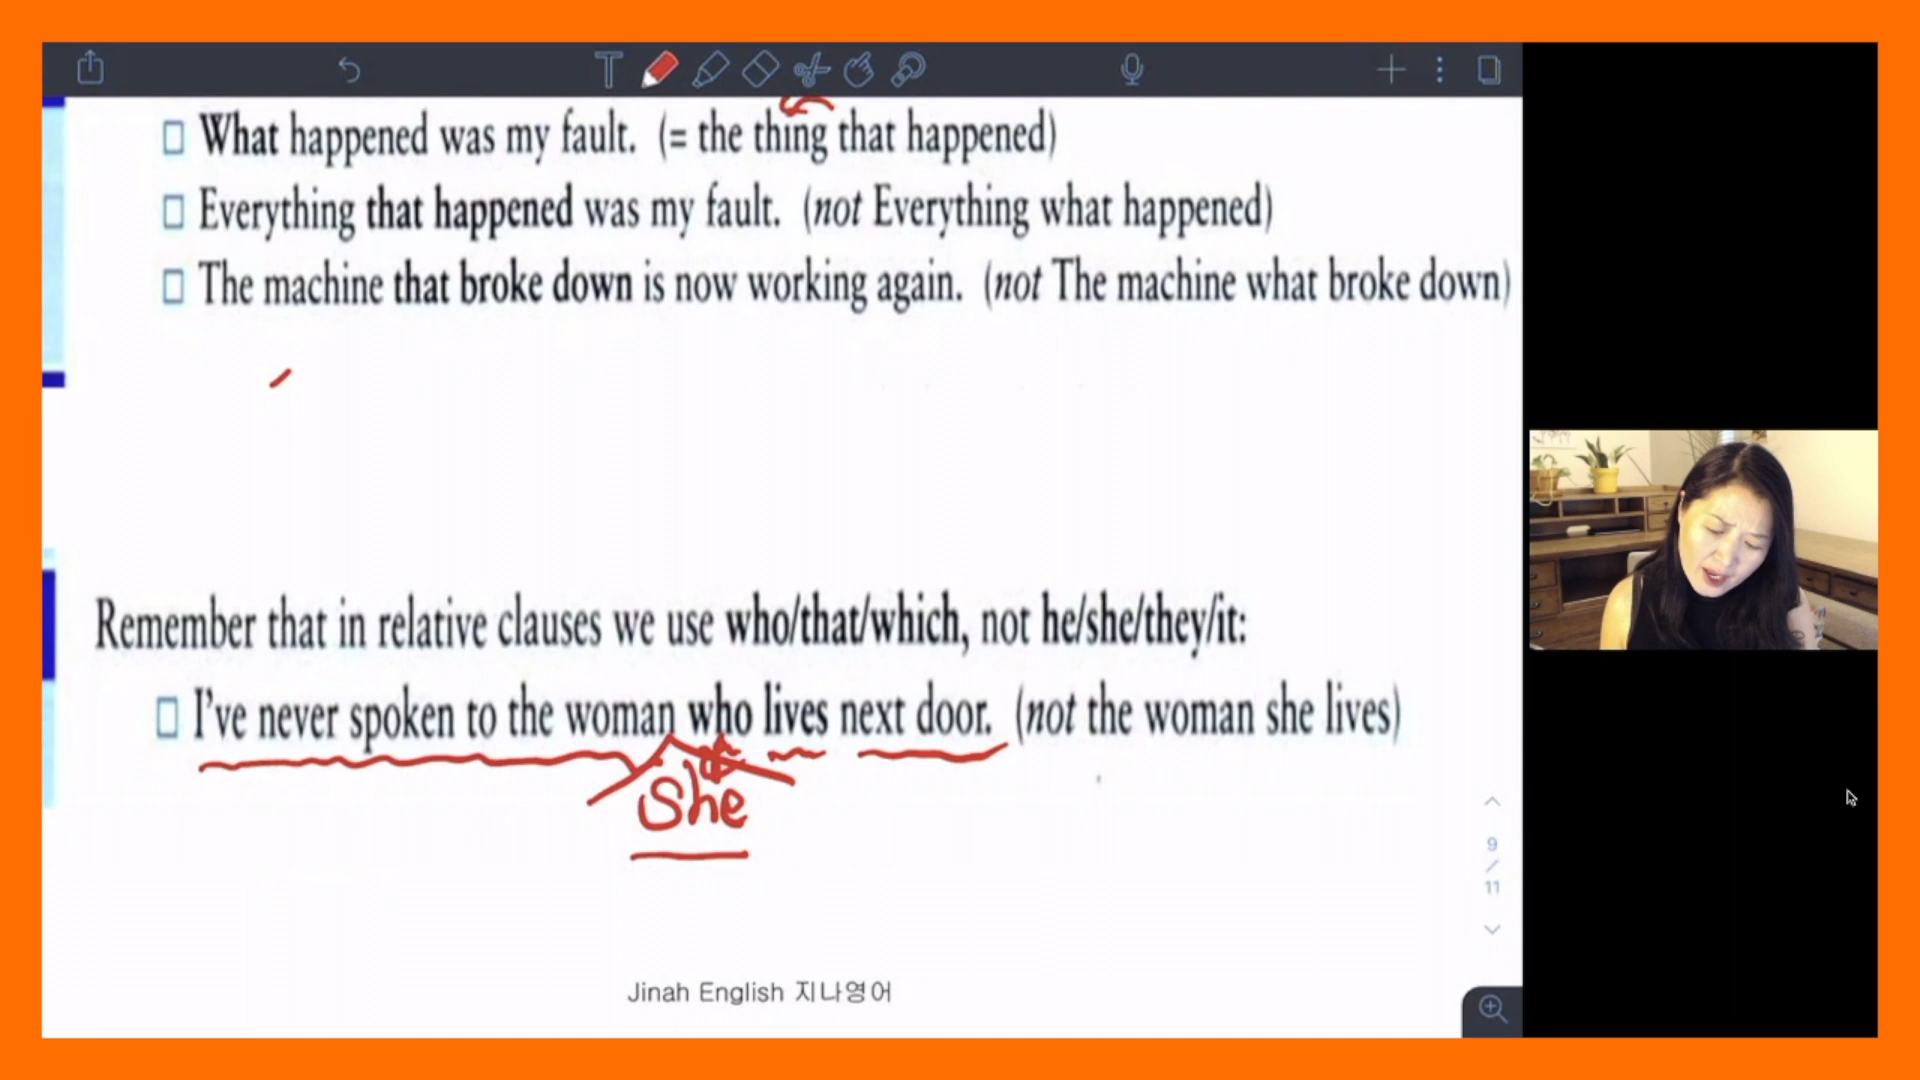 What happened was my fault. (= the thing that happened)
Everything that happened was my fault. (not Everything what happened)
The machine that broke down is now working again. (not The machine what broke down)
Remember that in relative clauses we use who/that/which, not he/she/they/it:
I've never spoken to the woman who lives next door. (not the woman she lives)
She
9
/
11
Jinah English 지나영어